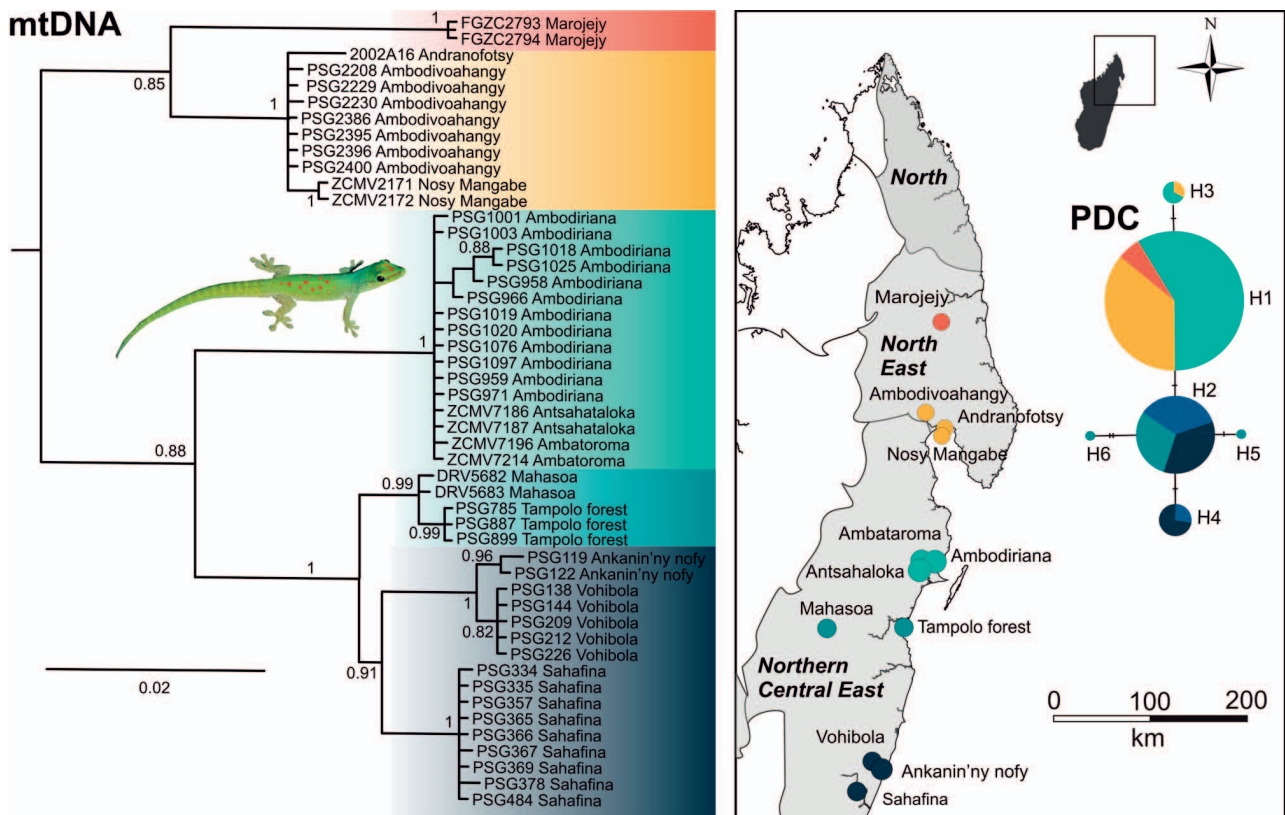 mtDNA
1
FGZC2793 Marojejy
FGZC2794 Marojejy
0.85
2002A16 Andranofotsy
PSG2208 Ambodivoahangy
PSG2229 Ambodivoahangy
PSG2230 Ambodivoahangy
1
PSG2386 Ambodivoahangy
PSG2395 Ambodivoahangy
PSG2396 Ambodivoahangy
PSG2400 Ambodivoahangy
ZCMV2171 Nosy Mangabe
1
ZCMV2172 Nosy Mangabe
PSG1001 Ambodiriana
PSG1003 Ambodiriana
0.88
PSG1018 Ambodiriana
PSG1025 Ambodiriana
PSG958 Ambodiriana
PSG966 Ambodiriana
PSG1019 Ambodiriana
PSG1020 Ambodiriana
1
PSG1076 Ambodiriana
PSG1097 Ambodiriana
PSG959 Ambodiriana
PSG971 Ambodiriana
ZCMV7186 Antsahataloka
ZCMV7187 Antsahataloka
ZCMV7196 Ambatoroma
ZCMV7214 Ambatoroma
0.88
0.99
DRV5682 Mahasoa
DRV5683 Mahasoa
PSG785 Tampolo forest
PSG887 Tampolo forest
0.99
PSG899 Tampolo forest
1
0.96
PSG119 Ankanin'ny nofy
PSG122 Ankanin'ny nofy
1
PSG138 Vohibola
PSG144 Vohibola
PSG209 Vohibola
0.82
PSG212 Vohibola
PSG226 Vohibola
0.91
PSG334 Sahafina
PSG335 Sahafina
PSG357 Sahafina
1
PSG365 Sahafina
PSG366 Sahafina
PSG367 Sahafina
PSG369 Sahafina
PSG378 Sahafina
PSG484 Sahafina
0.02
N
North
Marojejy
North
East
Ambodivoahangy
Andranofotsy
Nosy Mangabe
Ambataroma
Ambodiriana
Antsahaloka
Mahasoa
Tampolo forest
Northern
Central East
Vohibola
Ankanin'ny nofy
Sahafina
PDC
H3
H1
H2
H6
H5
H4
0 100 200
km